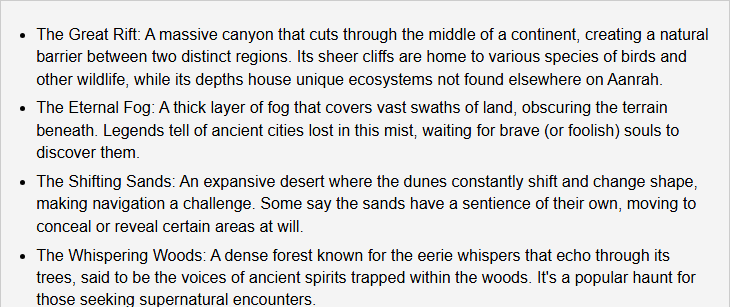 • The Great Rift: A massive canyon that cuts through the middle of a continent, creating a natural
barrier between two distinct regions. Its sheer cliffs are home to various species of birds and
other wildlife, while its depths house unique ecosystems not found elsewhere on Aanrah.
• The Eternal Fog: A thick layer of fog that covers vast swaths of land, obscuring the terrain
beneath. Legends tell of ancient cities lost in this mist, waiting for brave (or foolish) souls to
discover them.
• The Shifting Sands: An expansive desert where the dunes constantly shift and change shape,
making navigation a challenge. Some say the sands have a sentience of their own, moving to
conceal or reveal certain areas at will.
• The Whispering Woods: A dense forest known for the eerie whispers that echo through its
trees, said to be the voices of ancient spirits trapped within the woods. It's a popular haunt for
those seeking supernatural encounters.